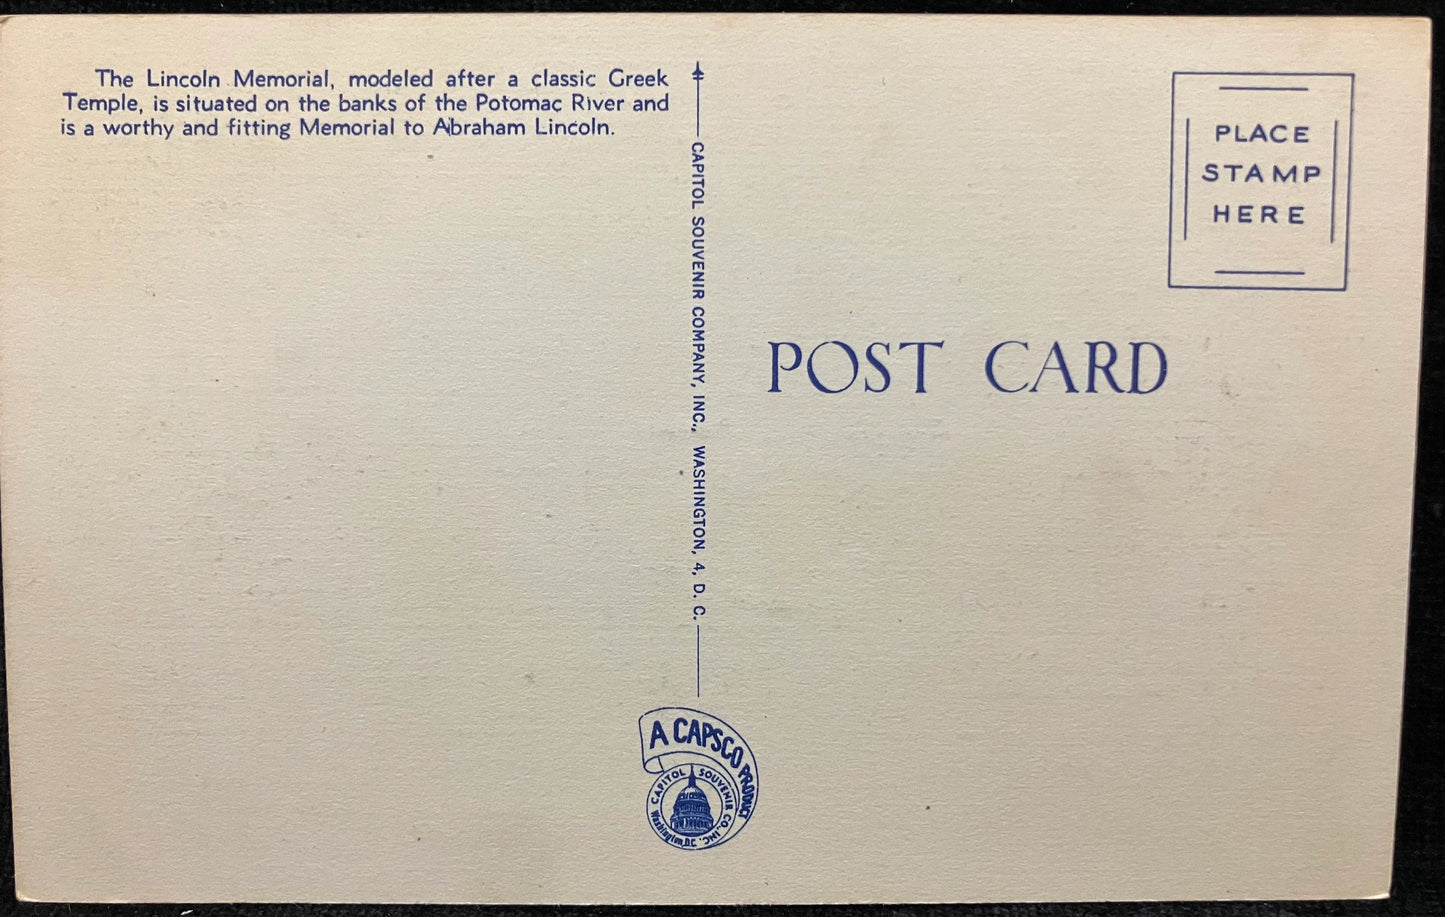 The Lincoln Memorial, modeled after a classic Greek
Temple, is situated on the banks of the Potomac River and
is a worthy and fitting Memorial to Abraham Lincoln.
CAPITOL SOUVENIR COMPANY, INC., WASHINGTON, 4, D. C.
PLACE
STAMP
HERE
POST CARD
A CAPSCO PRODUCT
CAPITOL SOUVENIR CO., INC.
Washington, D.C.